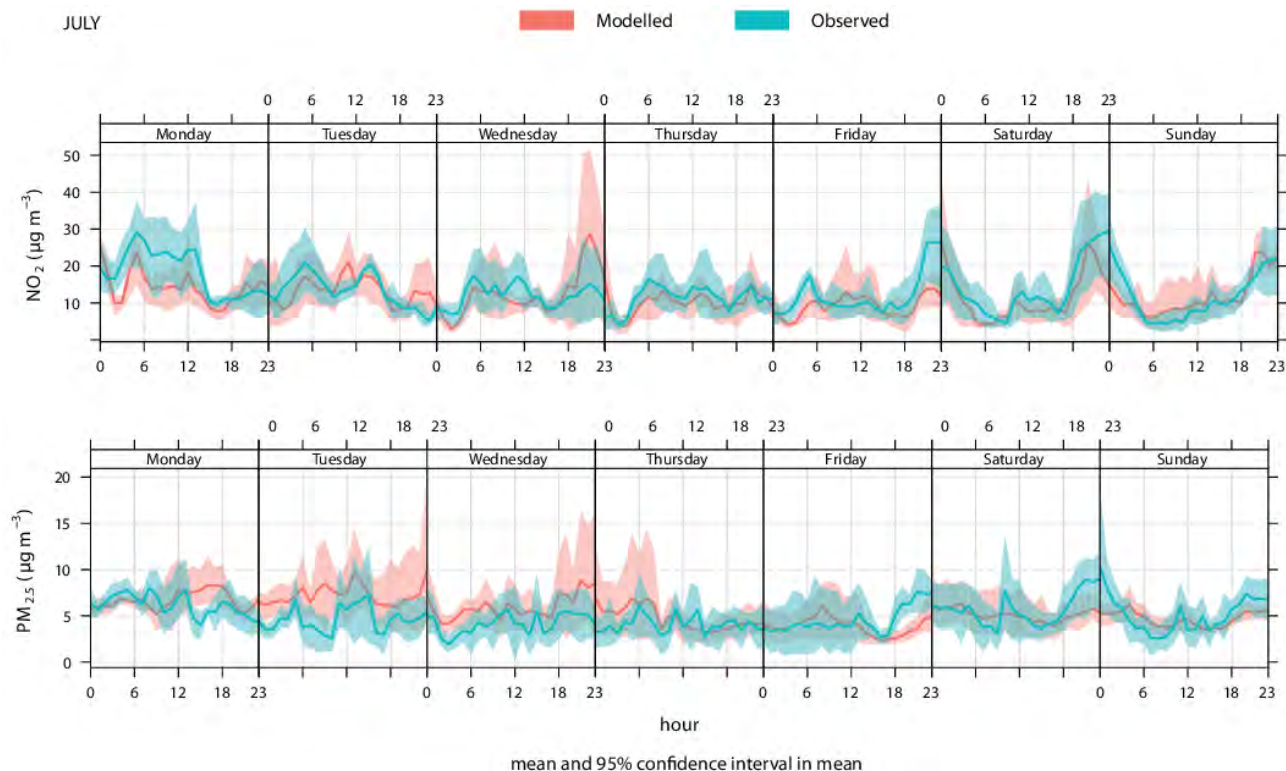 JULY Modelled Observed
0 6 12 18 23 0 6 12 18 23 0 6 12 18 23
Monday Tuesday Wednesday Thursday Friday Saturday Sunday
50
40
30
20
10
NO2 (µg m−3)
0 6 12 18 23 0 6 12 18 23 0 6 12 18 23 0 6 12 18 23
0 6 12 18 23 0 6 12 18 23 0 6 12 18 23
Monday Tuesday Wednesday Thursday Friday Saturday Sunday
20
15
10
5
0
PM2.5 (µg m−3)
0 6 12 18 23 0 6 12 18 23 0 6 12 18 23 0 6 12 18 23
hour
mean and 95% confidence interval in mean